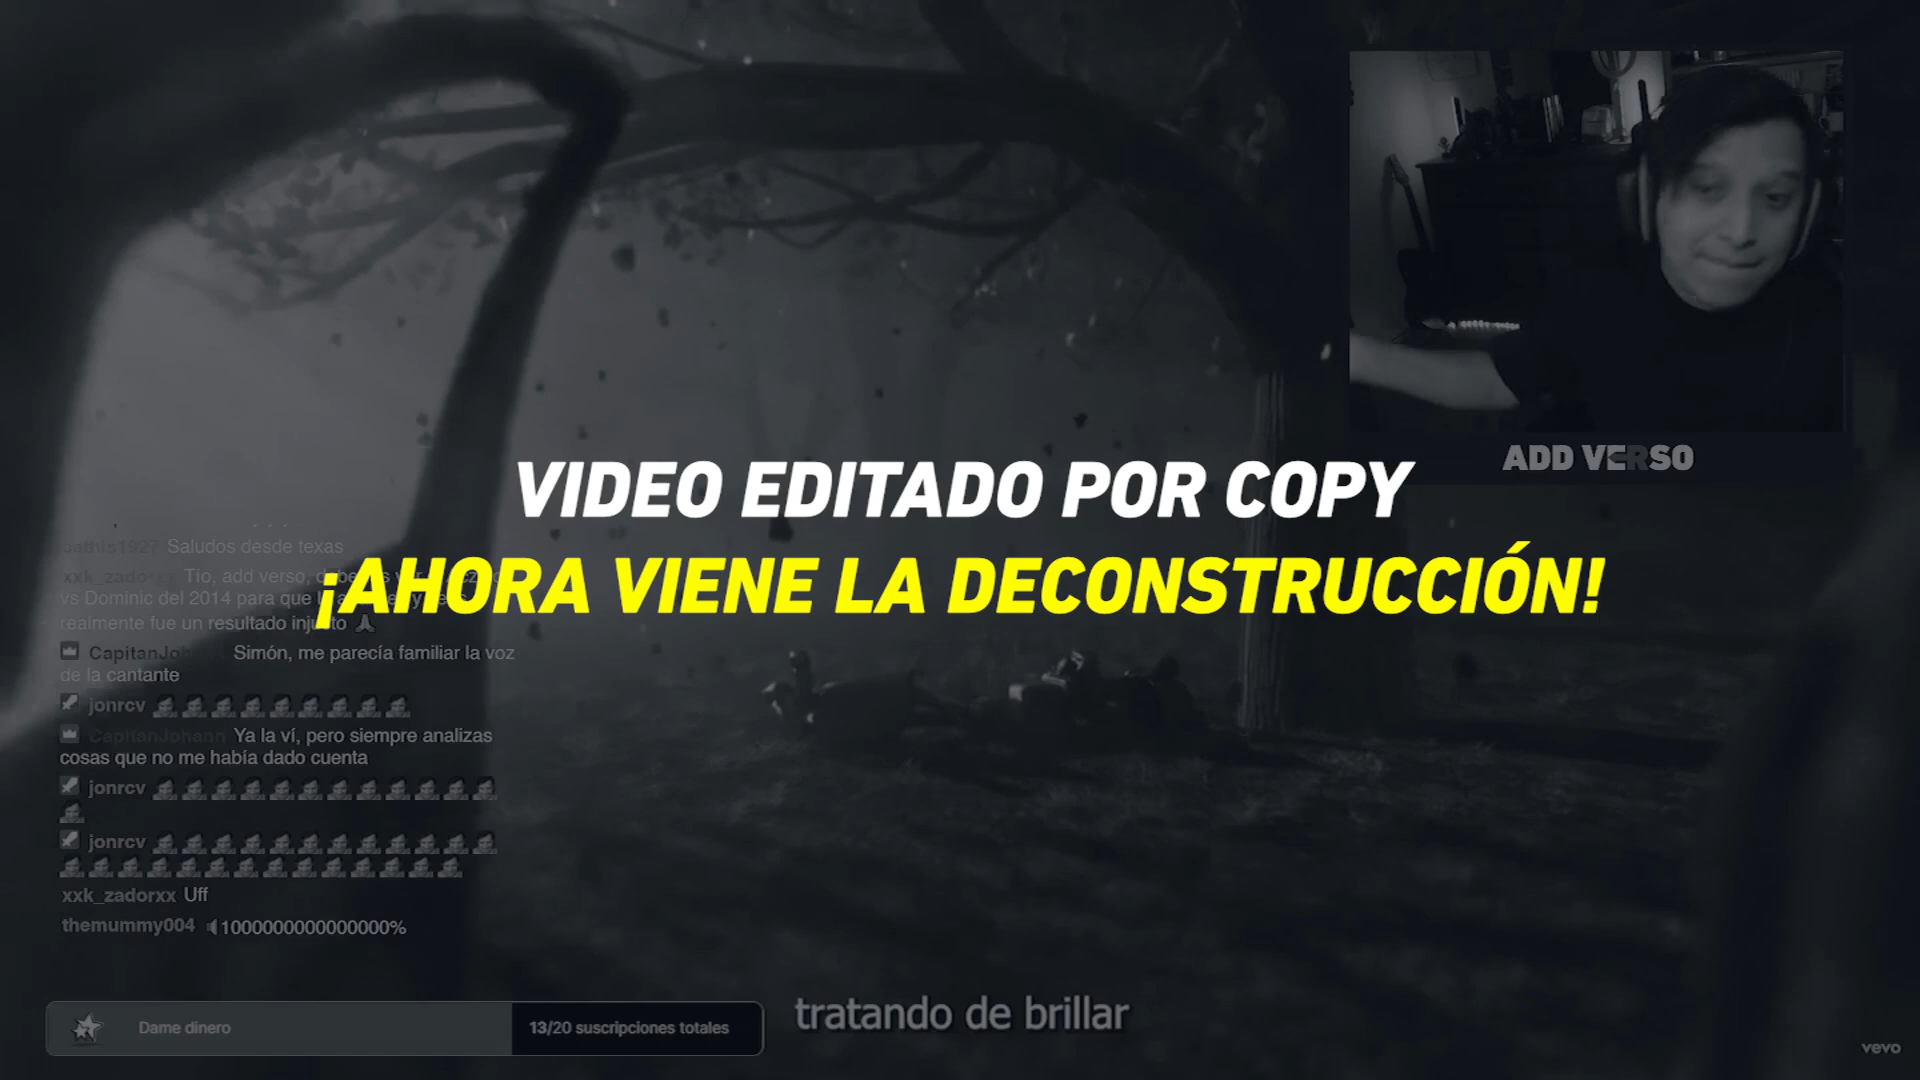 ADD VERSO
VIDEO EDITADO POR COPY
¡AHORA VIENE LA DECONSTRUCCIÓN!
Saludos desde texas
Tio, add verso,
vs Dominic del 2014 para que
realmente fue un resultado
Simón, me parecía familiar la voz
de la cantante
jonrcv
CapitanJohann Ya la ví, pero siempre analizas
cosas que no me había dado cuenta
jonrcv
jonrcv
xxk_zadorxx Uff
themummy004 1000000000000000%
Dame dinero
13/20 suscripciones totales
tratando de brillar
vevo